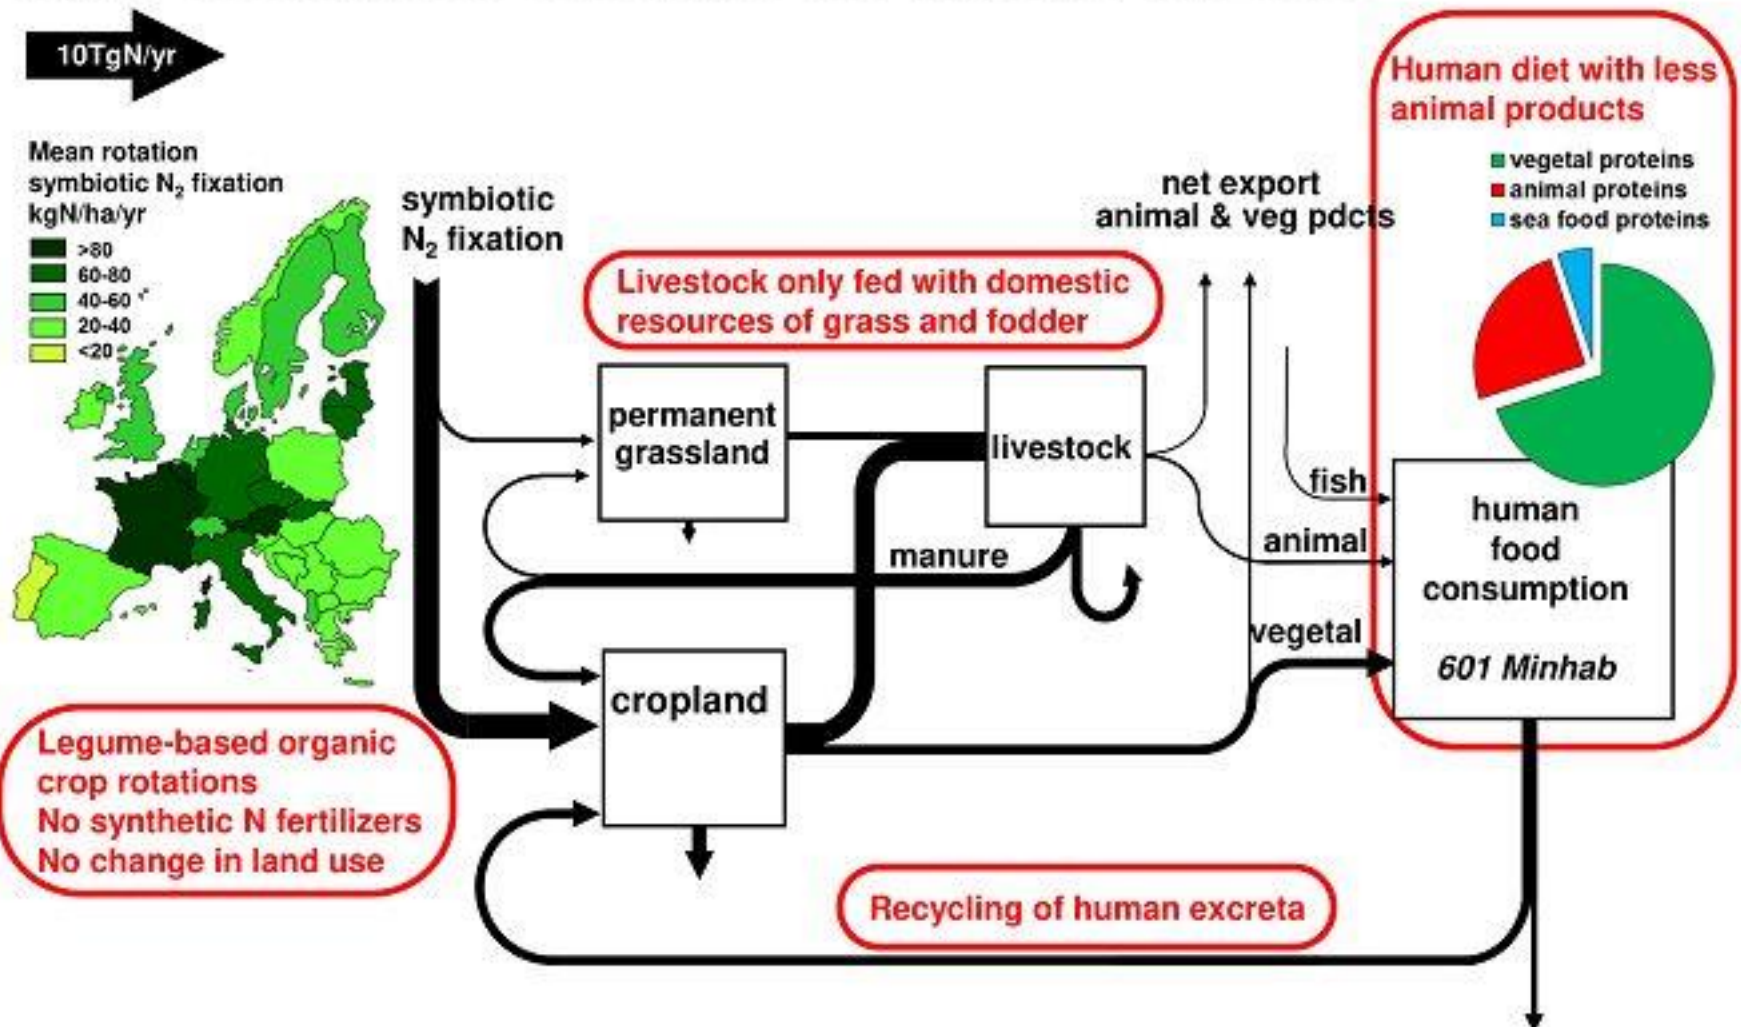 10TgN/yr
Mean rotation
symbiotic N₂ fixation
kgN/ha/yr
>80
60-80
40-60
20-40
<20
symbiotic
N₂ fixation
Livestock only fed with domestic
resources of grass and fodder
net export
animal & veg pdcts
Human diet with less
animal products
vegetal proteins
animal proteins
sea food proteins
permanent
grassland
livestock
manure
fish
animal
vegetal
human
food
consumption
601 Minhab
cropland
Legume-based organic
crop rotations
No synthetic N fertilizers
No change in land use
Recycling of human excreta